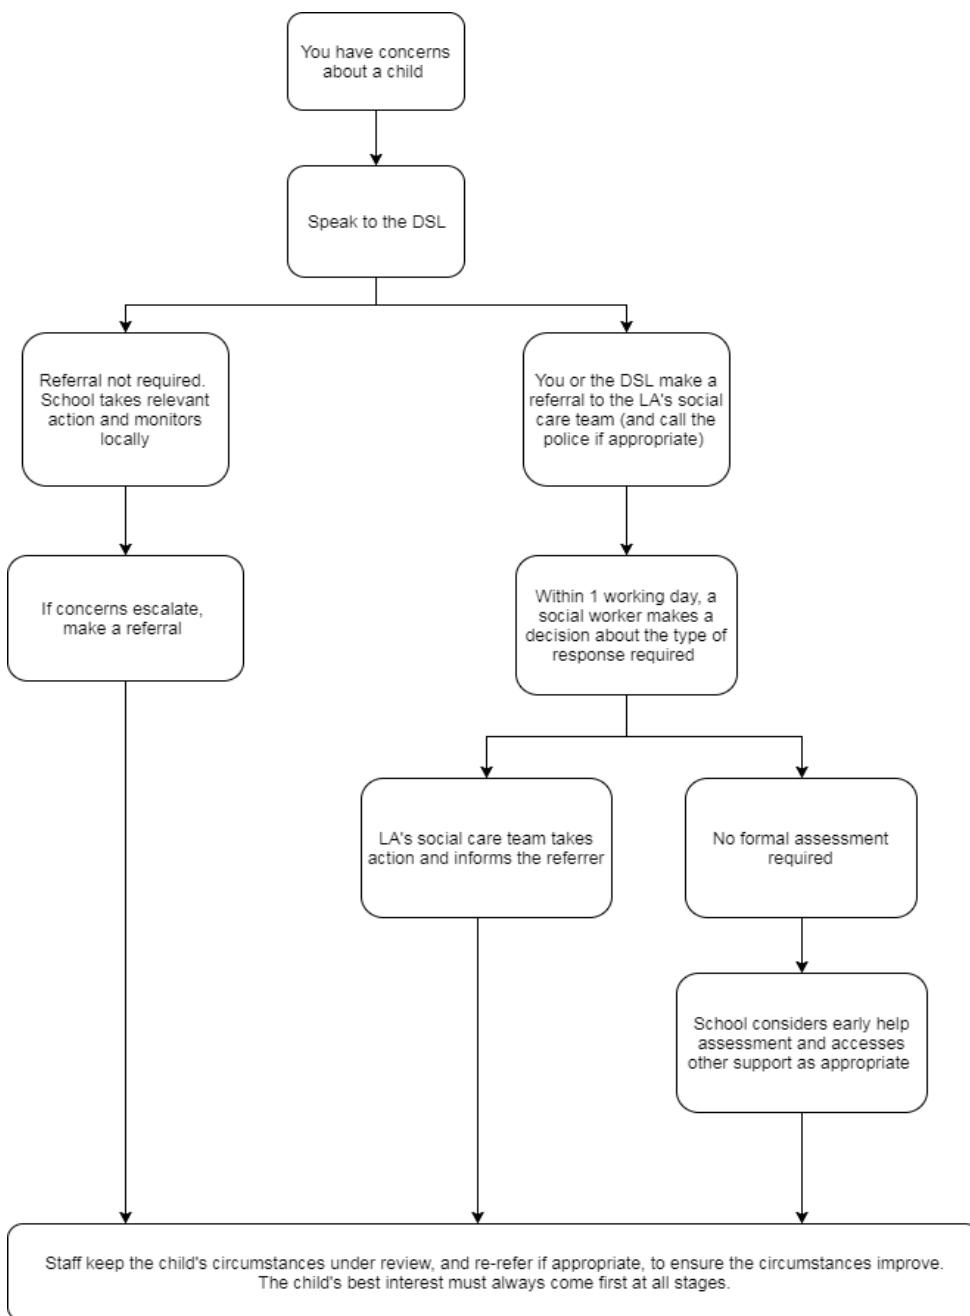 You have concerns
about a child
Speak to the DSL
Referral not required.
School takes relevant
action and monitors
locally
You or the DSL make a
referral to the LA's social
care team (and call the
police if appropriate)
If concerns escalate,
make a referral
Within 1 working day, a
social worker makes a
decision about the type of
response required
LA's social care team takes
action and informs the referrer
No formal assessment
required
School considers early help
assessment and accesses
other support as appropriate
Staff keep the child's circumstances under review, and re-refer if appropriate, to ensure the circumstances improve.
The child's best interest must always come first at all stages.